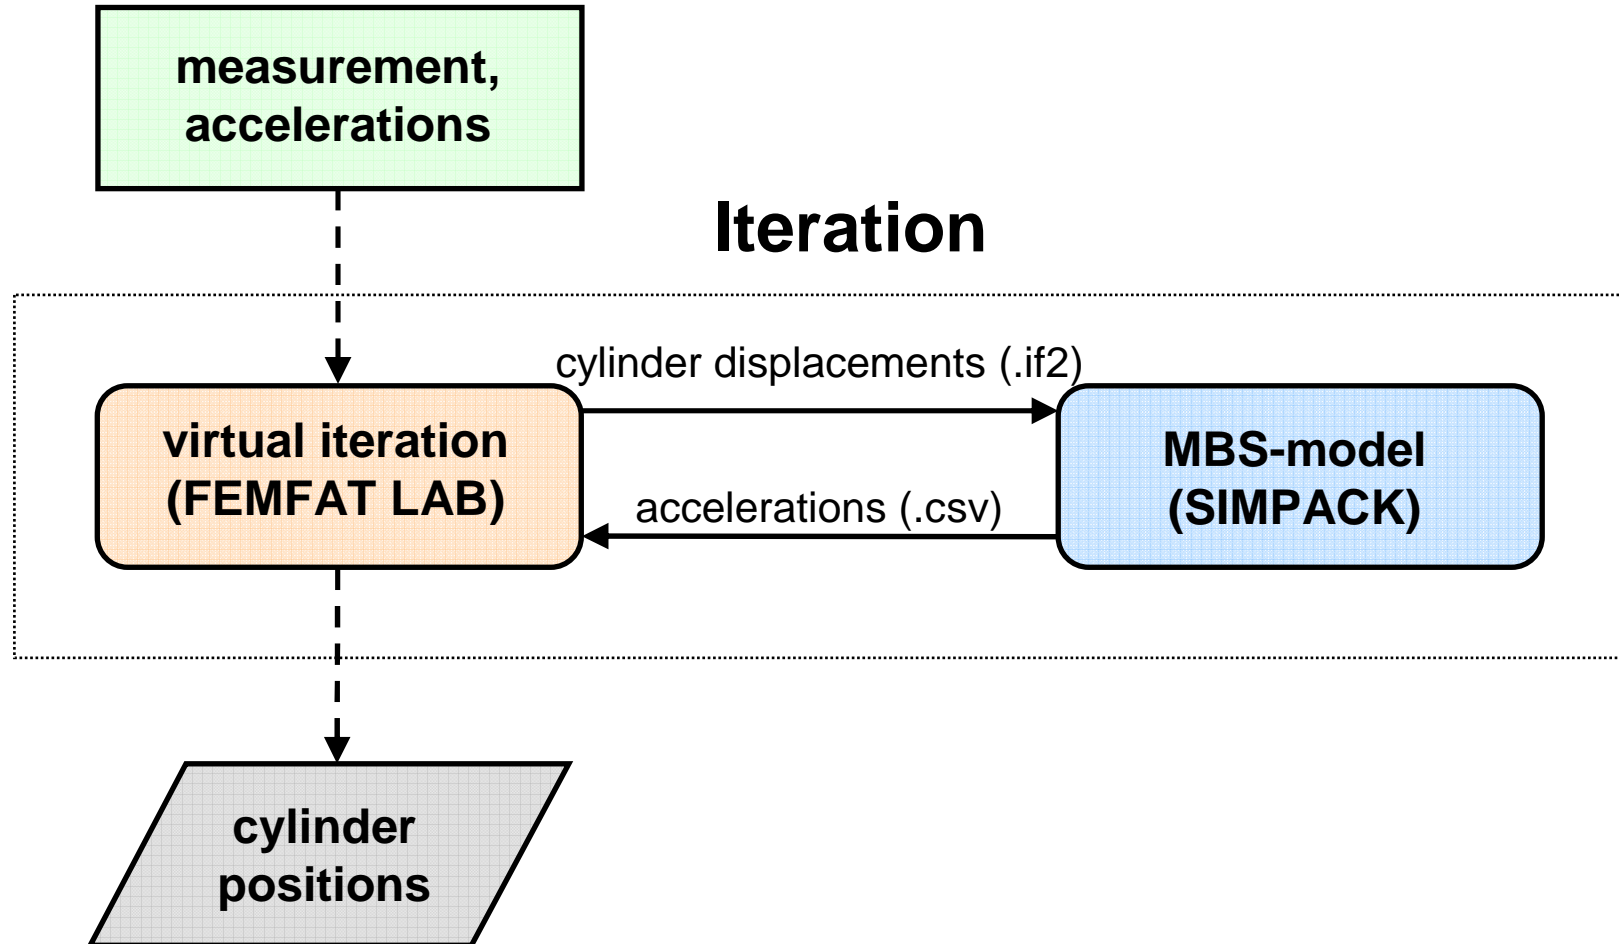 measurement,
accelerations
Iteration
cylinder displacements (.if2)
virtual iteration
(FEMFAT LAB)
MBS-model
(SIMPACK)
accelerations (.csv)
cylinder
positions